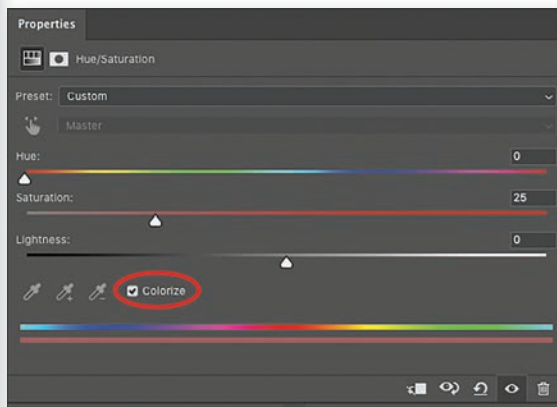 Properties
Hue/Saturation
Preset: Custom
Master
Hue: 0
Saturation: 25
Lightness: 0
Colorize